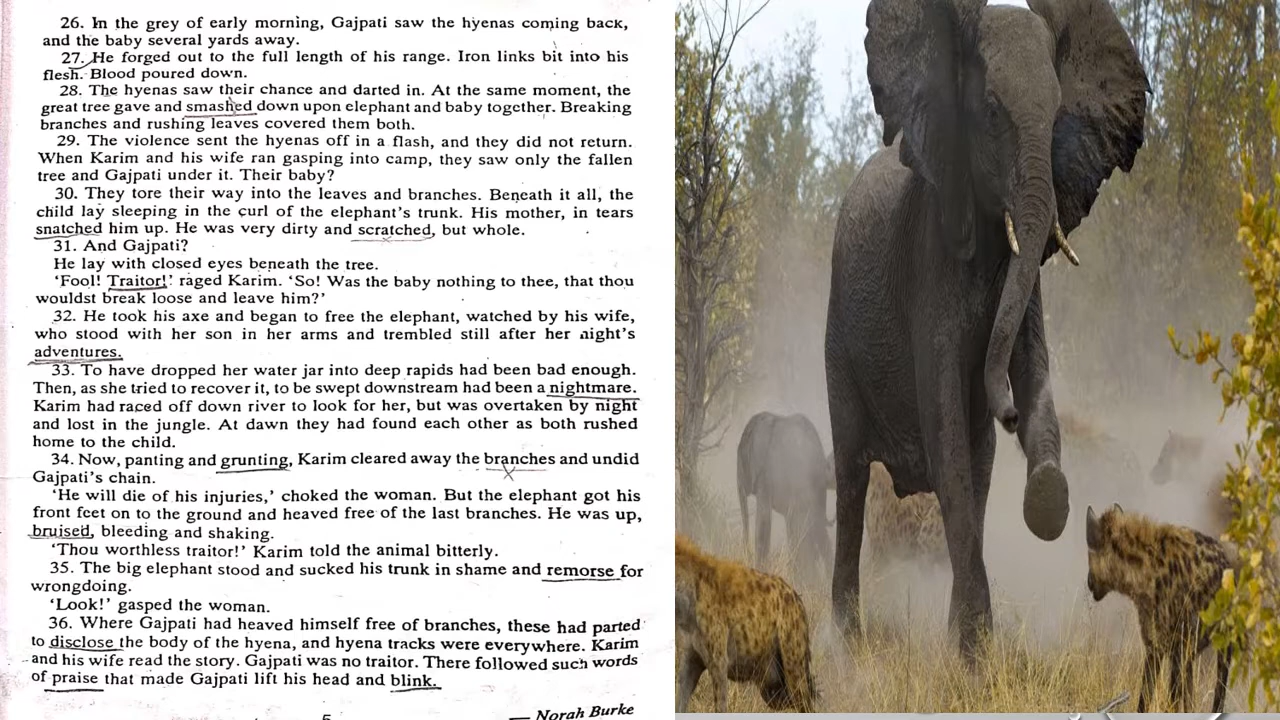 26. In the grey of early morning, Gajpati saw the hyenas coming back,
and the baby several yards away.
27. He forged out to the full length of his range. Iron links bit into his
flesh. Blood poured down.
28. The hyenas saw their chance and darted in. At the same moment, the
great tree gave and smashed down upon elephant and baby together. Breaking
branches and rushing leaves covered them both.
29. The violence sent the hyenas off in a flash, and they did not return.
When Karim and his wife ran gasping into camp, they saw only the fallen
tree and Gajpati under it. Their baby?
30. They tore their way into the leaves and branches. Beneath it all, the
child lay sleeping in the curl of the elephant's trunk. His mother, in tears
snatched him up. He was very dirty and scratched, but whole.
31. And Gajpati?
He lay with closed eyes beneath the tree.
'Fool! Traitor!' raged Karim. 'So! Was the baby nothing to thee, that thou
wouldst break loose and leave him?'
32. He took his axe and began to free the elephant, watched by his wife,
who stood with her son in her arms and trembled still after her night's
adventures.
33. To have dropped her water jar into deep rapids had been bad enough.
Then, as she tried to recover it, to be swept downstream had been a nightmare.
Karim had raced off down river to look for her, but was overtaken by night
and lost in the jungle. At dawn they had found each other as both rushed
home to the child.
34. Now, panting and grunting, Karim cleared away the branches and undid
Gajpati's chain.
'He will die of his injuries,' choked the woman. But the elephant got his
front feet on to the ground and heaved free of the last branches. He was up,
bruised, bleeding and shaking.
'Thou worthless traitor!' Karim told the animal bitterly.
35. The big elephant stood and sucked his trunk in shame and remorse for
wrongdoing.
'Look!' gasped the woman.
36. Where Gajpati had heaved himself free of branches, these had parted
to disclose the body of the hyena, and hyena tracks were everywhere. Karim
and his wife read the story. Gajpati was no traitor. There followed such words
of praise that made Gajpati lift his head and blink.
— Norah Burke
5